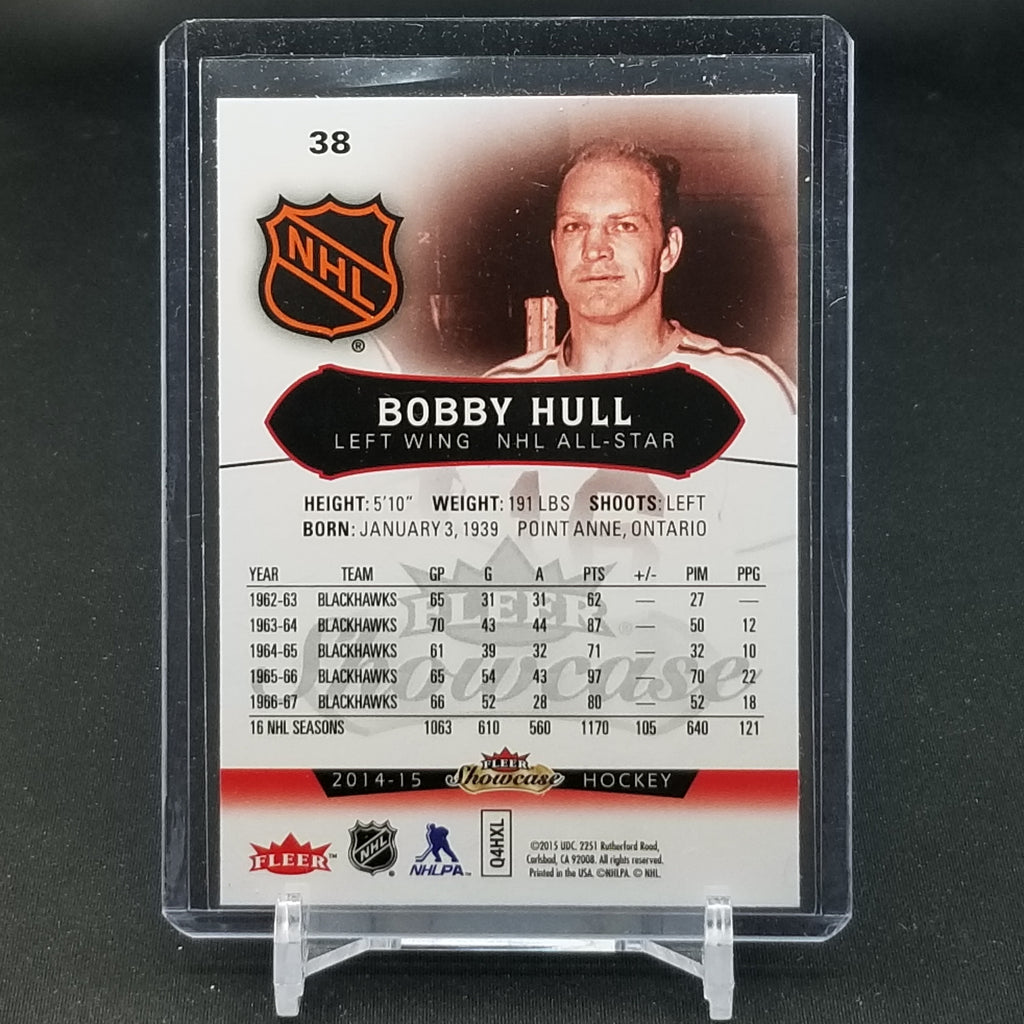 38
NHL
®
BOBBY HULL
LEFT WING NHL ALL-STAR
HEIGHT: 5'10" WEIGHT: 191 LBS SHOOTS: LEFT
BORN: JANUARY 3, 1939 POINT ANNE, ONTARIO
YEAR TEAM GP G A PTS +/- PIM PPG
1962-63 BLACKHAWKS 65 31 31 62 — 27 —
1963-64 BLACKHAWKS 70 43 44 87 — 50 12
1964-65 BLACKHAWKS 61 39 32 71 — 32 10
1965-66 BLACKHAWKS 65 54 43 97 — 70 22
1966-67 BLACKHAWKS 66 52 28 80 — 52 18
16 NHL SEASONS 1063 610 560 1170 105 640 121
FLEER ®
Showcase
2014-15 FLEER Showcase HOCKEY
FLEER™ NHL ® NHLPA™ Q4HXL
©2015 UDC. 2251 Rutherford Road,
Carlsbad, CA 92008. All rights reserved.
Printed in the USA. ©NHLPA. © NHL.